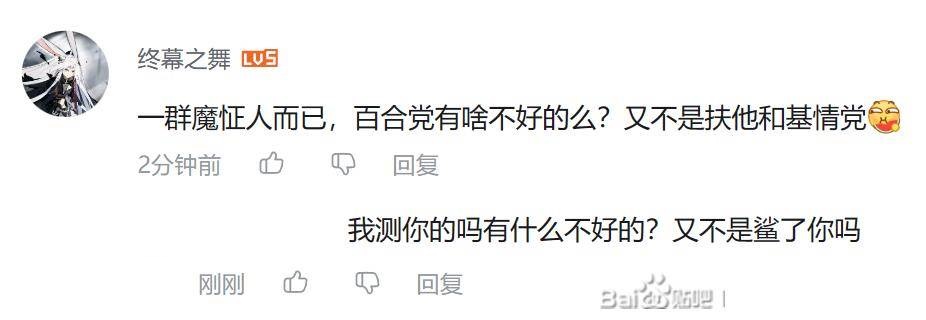 终幕之舞 LV5
一群魔怔人而已，百合党有啥不好的么？又不是扶他和基情党
2分钟前 回复
我测你的吗有什么不好的？又不是鲨了你吗
刚刚 回复
Bai贴吧